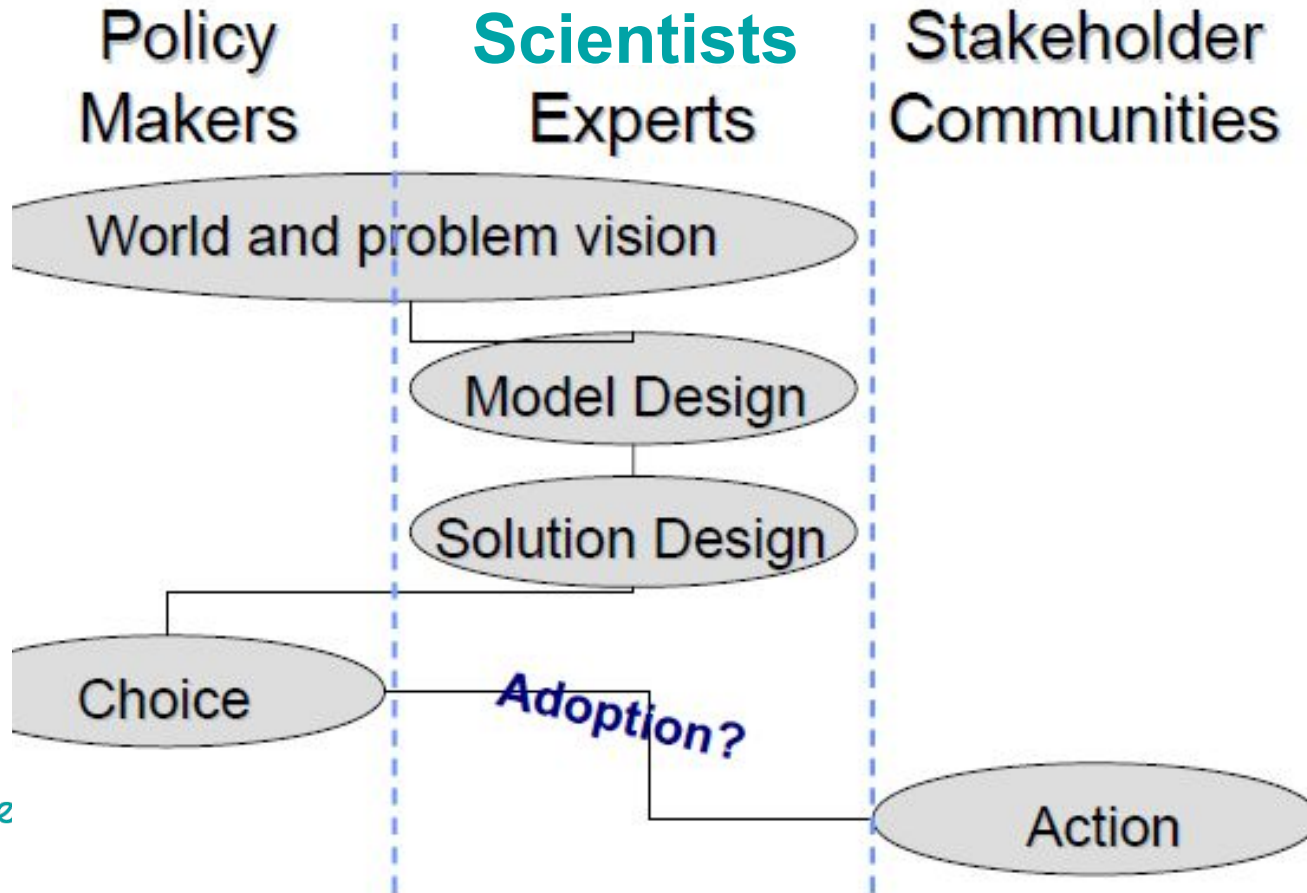 Policy
Makers
Scientists
Experts
Stakeholder
Communities
World and problem vision
Model Design
Solution Design
Choice
Adoption?
Action
e